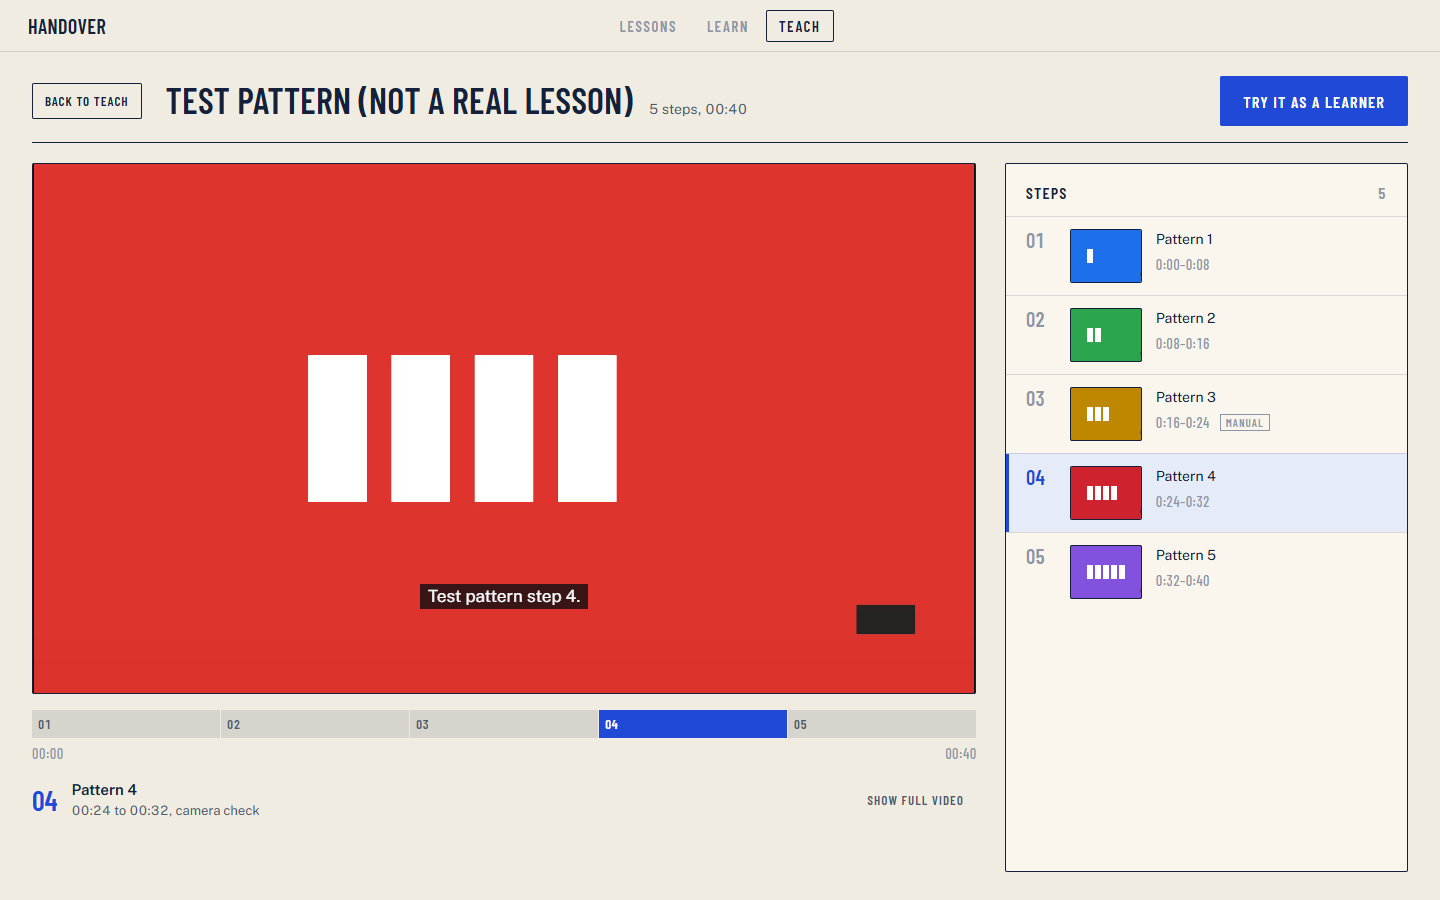 HANDOVER
LESSONS
LEARN
TEACH
BACK TO TEACH
TEST PATTERN (NOT A REAL LESSON)
5 steps, 00:40
TRY IT AS A LEARNER
Test pattern step 4.
01
02
03
04
05
00:00
00:40
04
Pattern 4
00:24 to 00:32, camera check
SHOW FULL VIDEO
STEPS
5
01
Pattern 1
0:00–0:08
02
Pattern 2
0:08–0:16
03
Pattern 3
0:16–0:24
MANUAL
04
Pattern 4
0:24–0:32
05
Pattern 5
0:32–0:40